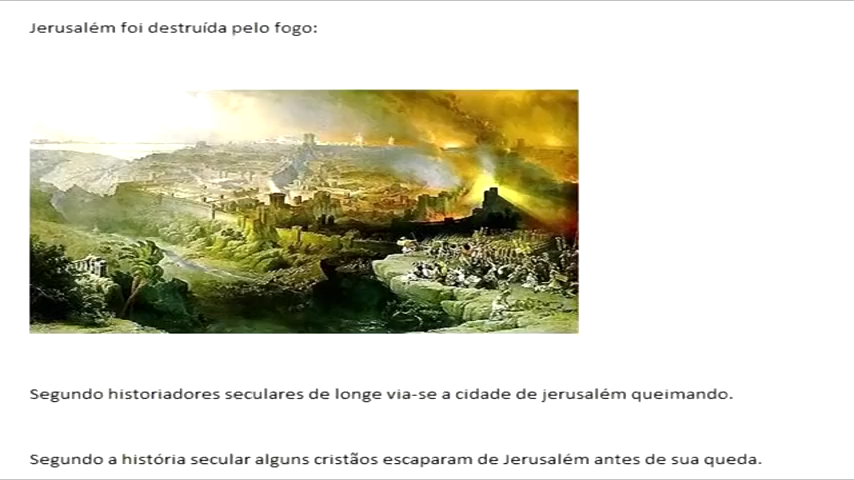 Jerusalém foi destruída pelo fogo:
Segundo historiadores seculares de longe via-se a cidade de jerusalém queimando.
Segundo a história secular alguns cristãos escaparam de Jerusalém antes de sua queda.